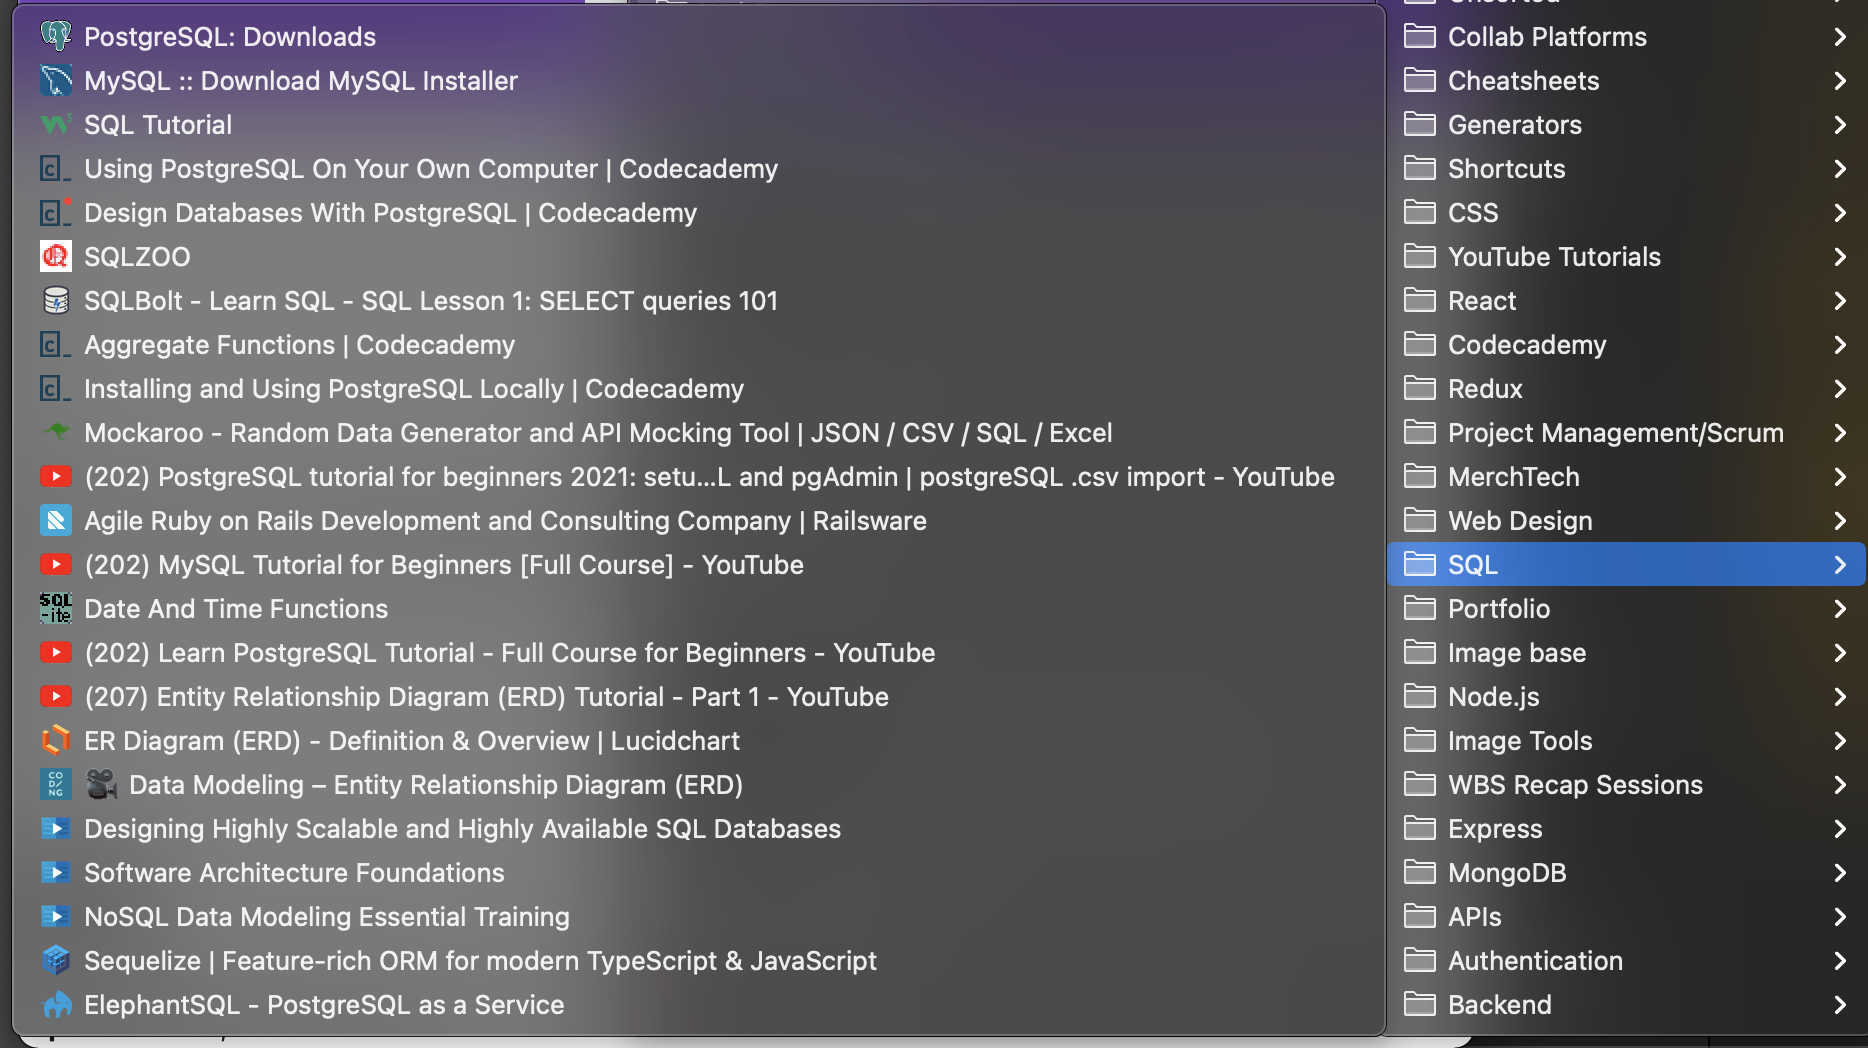 PostgreSQL: Downloads
MySQL :: Download MySQL Installer
SQL Tutorial
Using PostgreSQL On Your Own Computer | Codecademy
Design Databases With PostgreSQL | Codecademy
SQLZOO
SQLBolt - Learn SQL - SQL Lesson 1: SELECT queries 101
Aggregate Functions | Codecademy
Installing and Using PostgreSQL Locally | Codecademy
Mockaroo - Random Data Generator and API Mocking Tool | JSON / CSV / SQL / Excel
(202) PostgreSQL tutorial for beginners 2021: setu...L and pgAdmin | postgreSQL .csv import - YouTube
Agile Ruby on Rails Development and Consulting Company | Railsware
(202) MySQL Tutorial for Beginners [Full Course] - YouTube
SQL
-ite
Date And Time Functions
(202) Learn PostgreSQL Tutorial - Full Course for Beginners - YouTube
(207) Entity Relationship Diagram (ERD) Tutorial - Part 1 - YouTube
ER Diagram (ERD) - Definition & Overview | Lucidchart
CO
D/
NG
Data Modeling – Entity Relationship Diagram (ERD)
Designing Highly Scalable and Highly Available SQL Databases
Software Architecture Foundations
NoSQL Data Modeling Essential Training
Sequelize | Feature-rich ORM for modern TypeScript & JavaScript
ElephantSQL - PostgreSQL as a Service
Collab Platforms
Cheatsheets
Generators
Shortcuts
CSS
YouTube Tutorials
React
Codecademy
Redux
Project Management/Scrum
MerchTech
Web Design
SQL
Portfolio
Image base
Node.js
Image Tools
WBS Recap Sessions
Express
MongoDB
APIs
Authentication
Backend